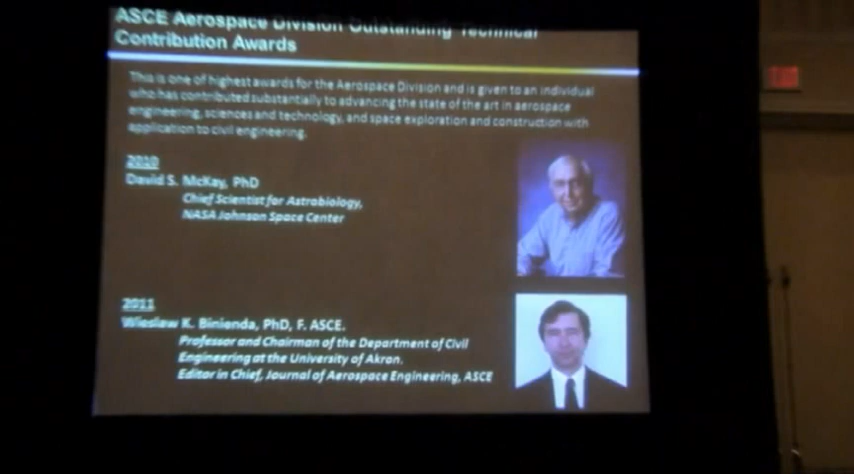 ASCE Aerospace Division Outstanding Technical
Contribution Awards
This is one of highest awards for the Aerospace Division and is given to an individual
who has contributed substantially to advancing the state of the art in aerospace
engineering, sciences and technology, and space exploration and construction with
application to civil engineering.
2010
David S. McKay, PhD
Chief Scientist for Astrobiology,
NASA Johnson Space Center
2011
Wieslaw K. Binienda, PhD, F. ASCE.
Professor and Chairman of the Department of Civil
Engineering at the University of Akron.
Editor in Chief, Journal of Aerospace Engineering, ASCE